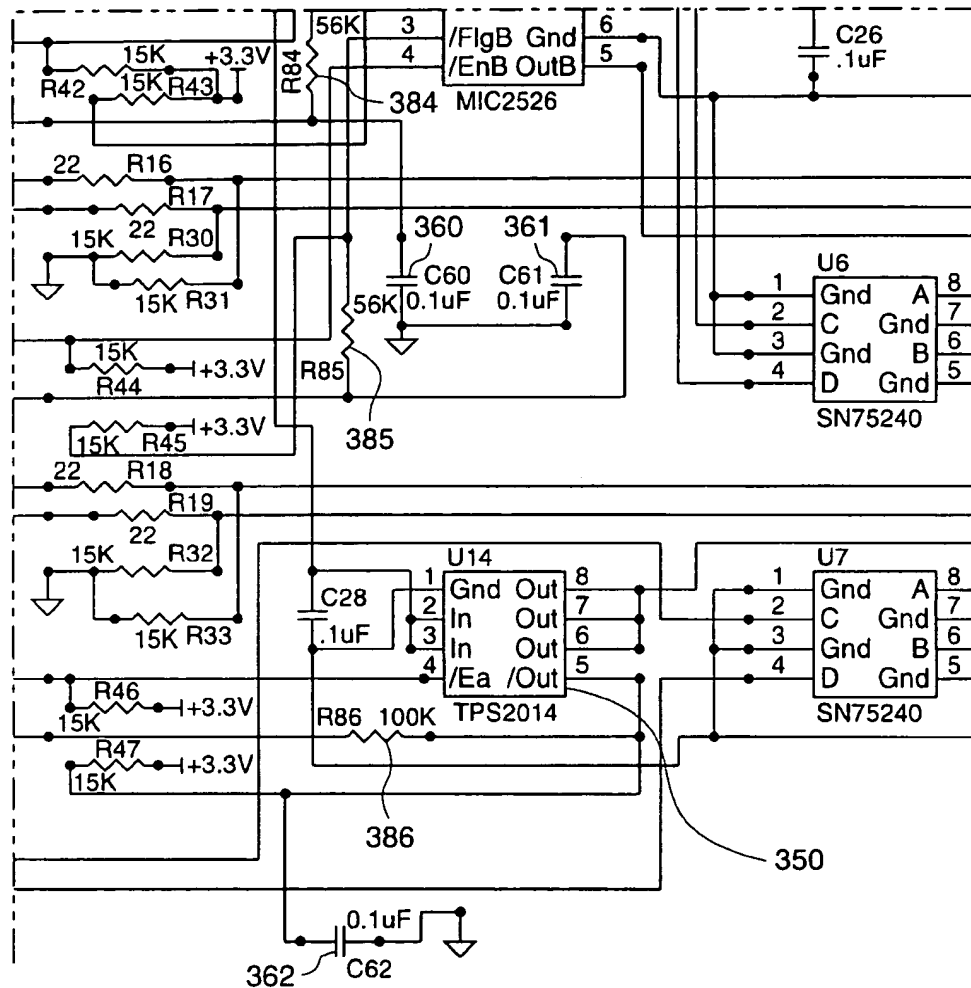 56K
3 /FlgB Gnd 6
C26
15K +3.3V
4 /EnB OutB 5
.1uF
15K
R42 R43
R84
384
MIC2526
22 R16
R17
22
360
361
15K R30
C60
C61
U6
15K R31
0.1uF
0.1uF
1 Gnd A 8
56K
2 C Gnd 7
15K
+3.3V
3 Gnd B 6
R44
R85
4 D Gnd 5
+3.3V
SN75240
15K R45
385
22 R18
R19
22
15K R32
U14
U7
C28
1 Gnd Out 8
1 Gnd A 8
.1uF
2 In Out 7
2 C Gnd 7
15K R33
3 In Out 6
3 Gnd B 6
4 /Ea /Out 5
4 D Gnd 5
R46
15K +3.3V
R86 100K
TPS2014
SN75240
R47
+3.3V
15K
386
350
0.1uF
362
C62